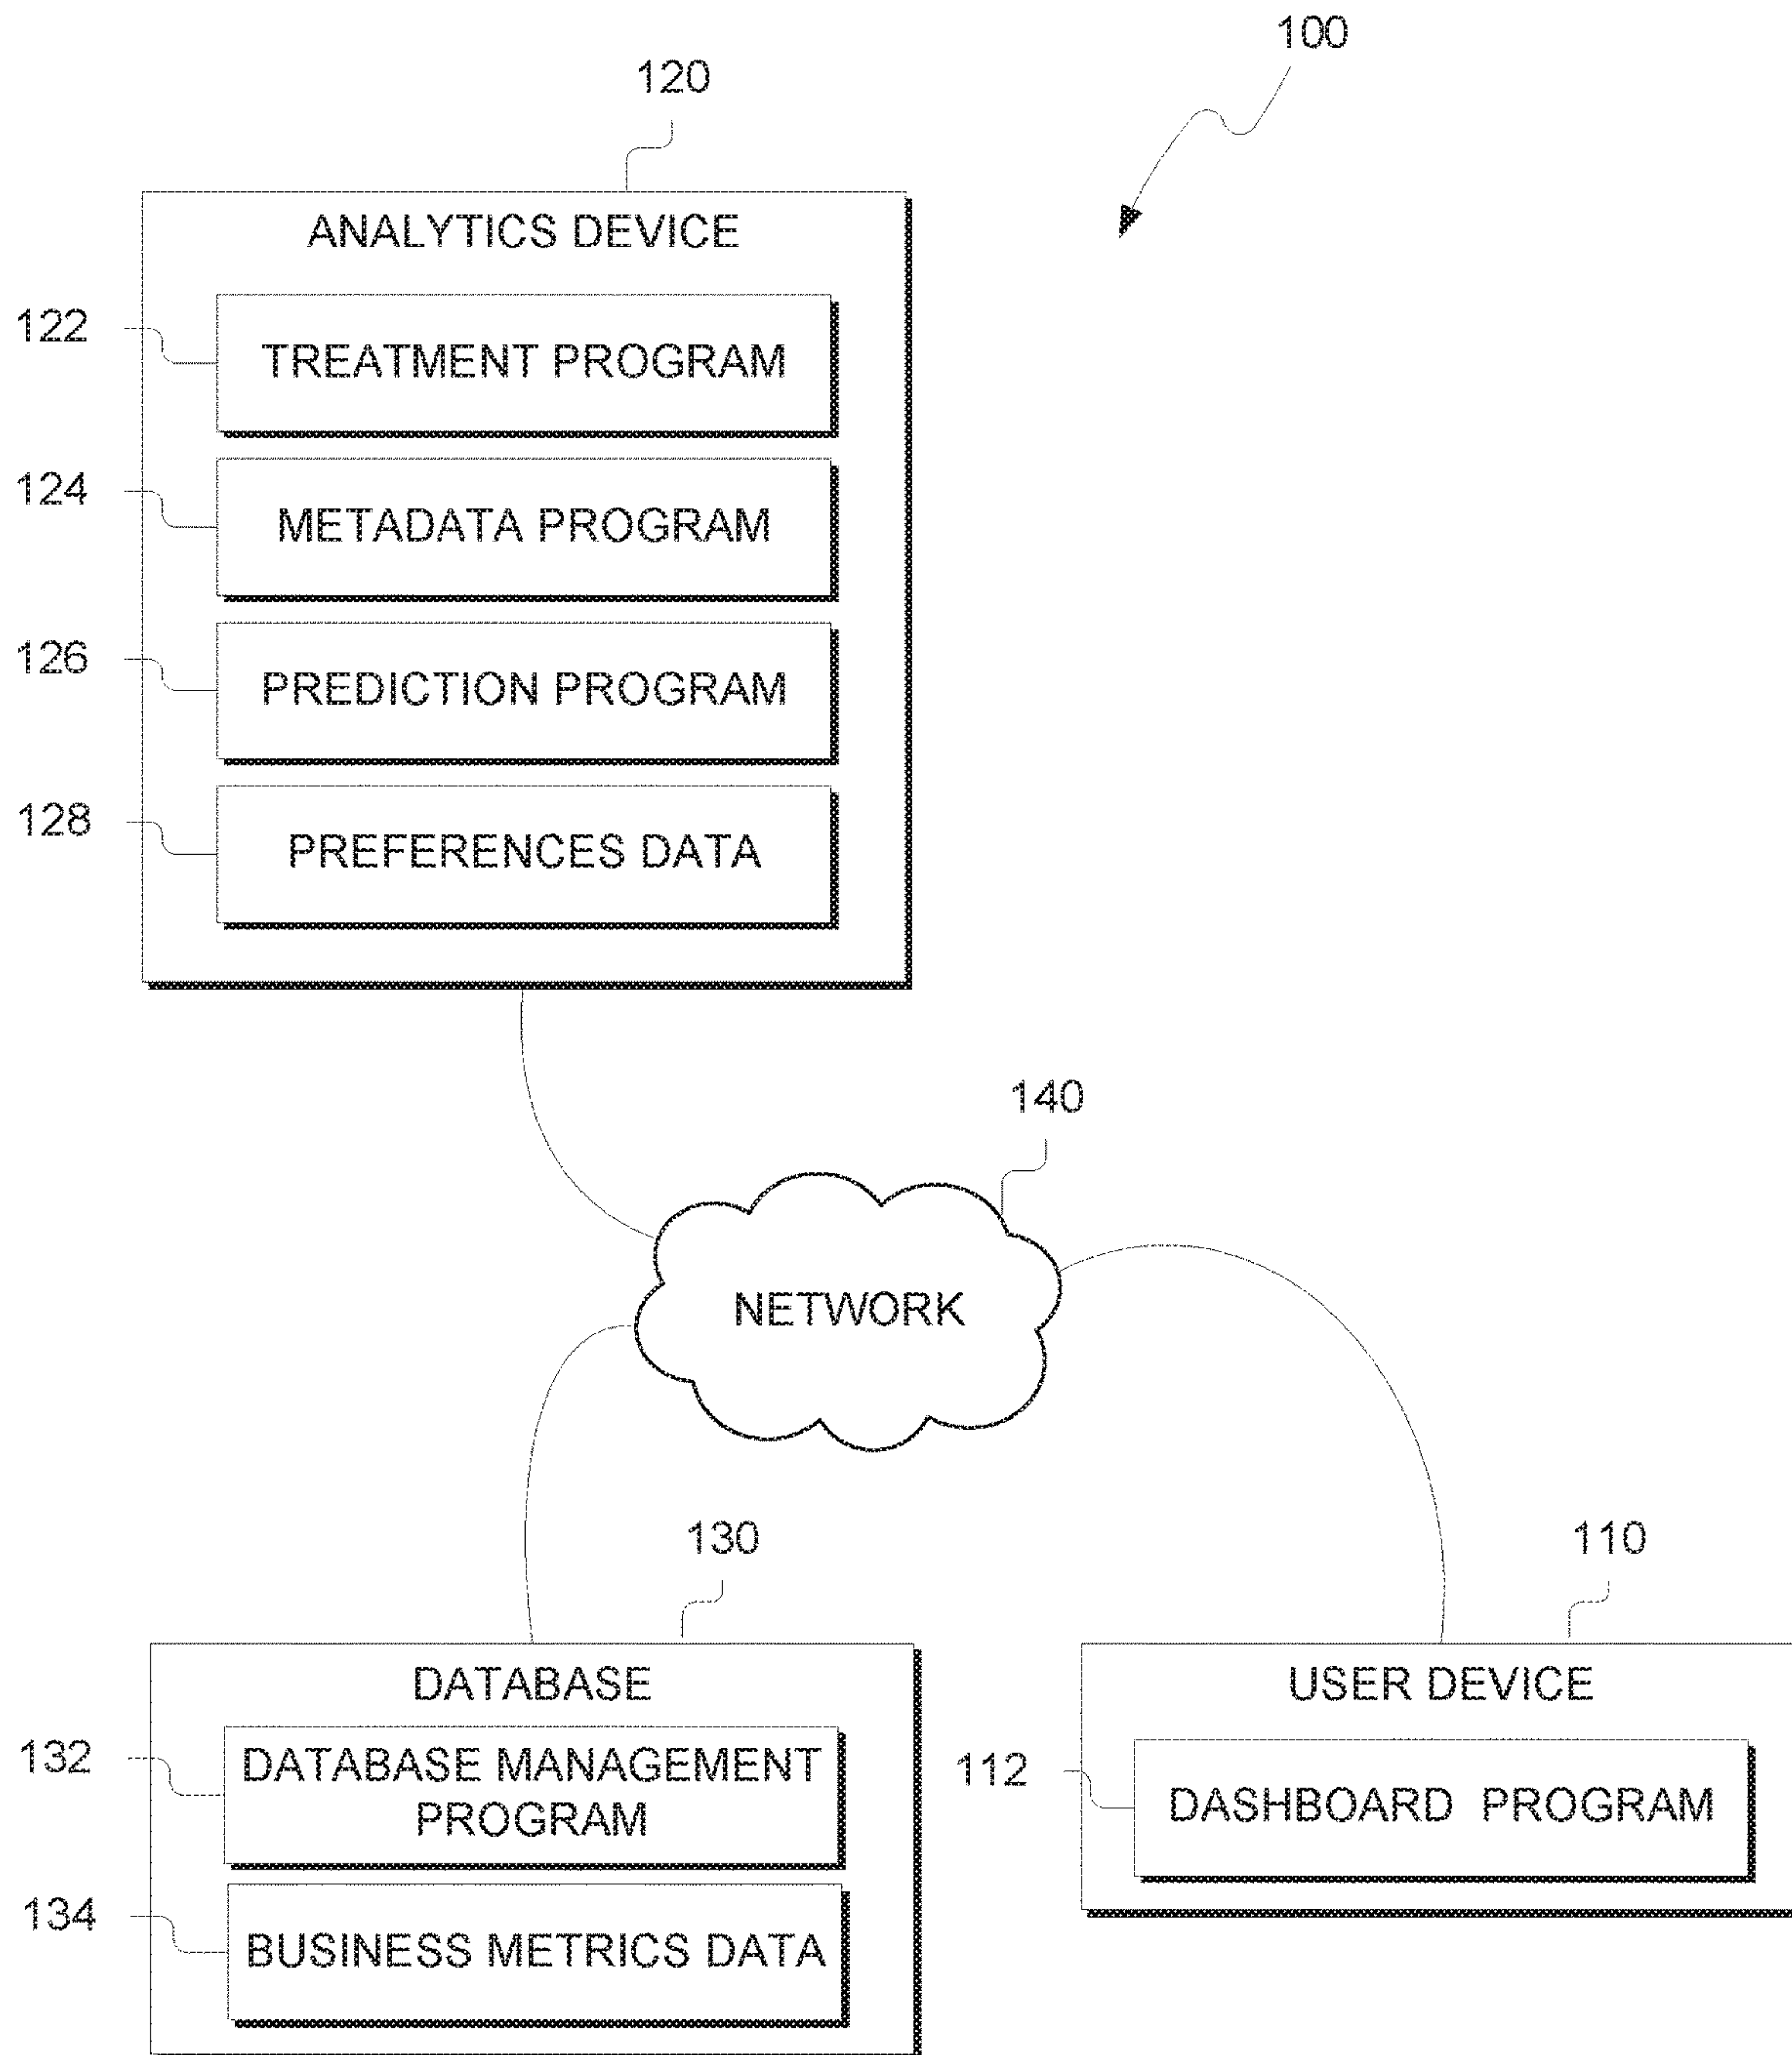 100
120
ANALYTICS DEVICE
122
TREATMENT PROGRAM
124
METADATA PROGRAM
126
PREDICTION PROGRAM
128
PREFERENCES DATA
140
NETWORK
130
110
DATABASE
USER DEVICE
132
DATABASE MANAGEMENT
PROGRAM
112
DASHBOARD PROGRAM
134
BUSINESS METRICS DATA